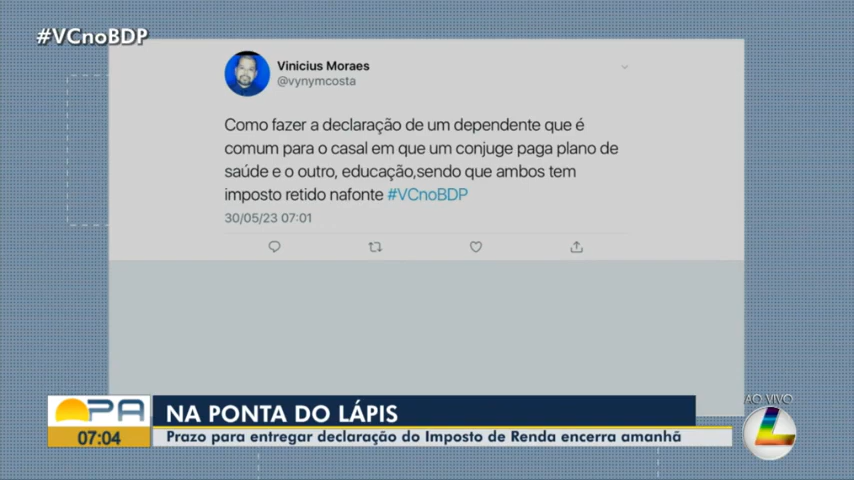 #VCnoBDP
Vinicius Moraes
@vynymcosta
Como fazer a declaração de um dependente que é
comum para o casal em que um conjuge paga plano de
saúde e o outro, educação,sendo que ambos tem
imposto retido nafonte #VCnoBDP
30/05/23 07:01
PA
07:04
NA PONTA DO LÁPIS
Prazo para entregar declaração do Imposto de Renda encerra amanhã
AO VIVO
L